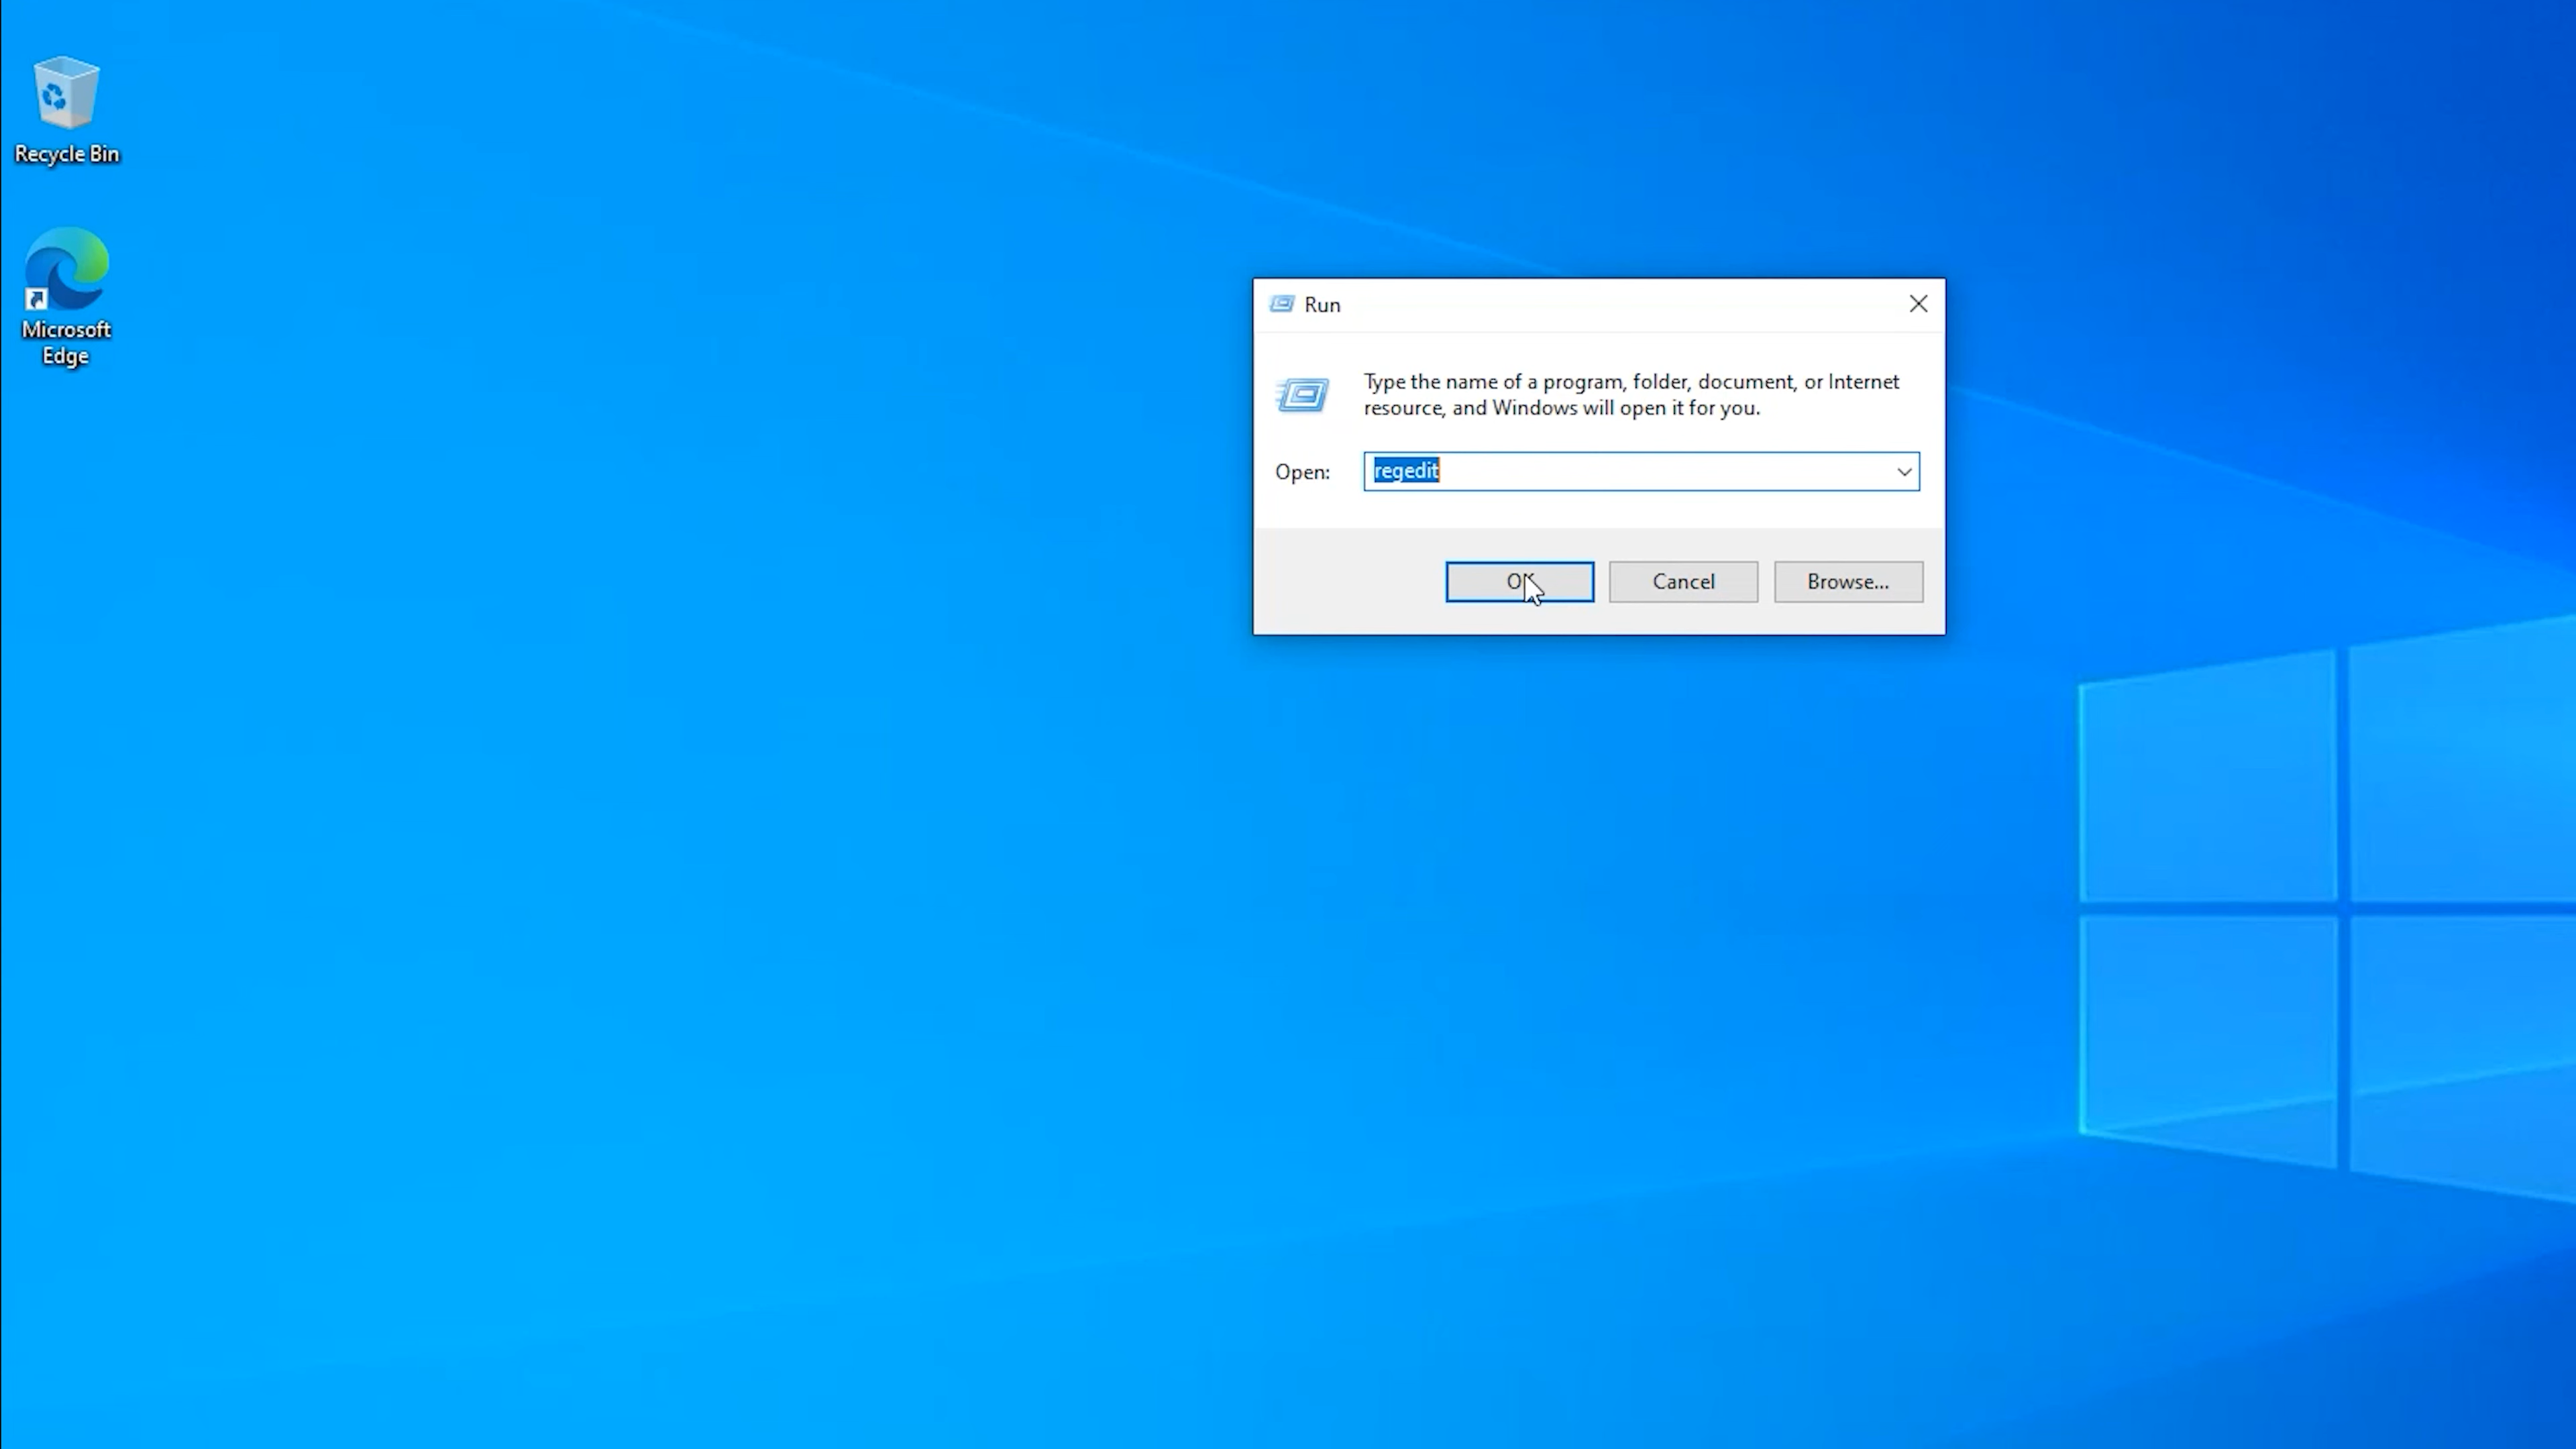 Recycle Bin
Microsoft
Edge
Run
Type the name of a program, folder, document, or Internet
resource, and Windows will open it for you.
Open: regedit
OK Cancel Browse...